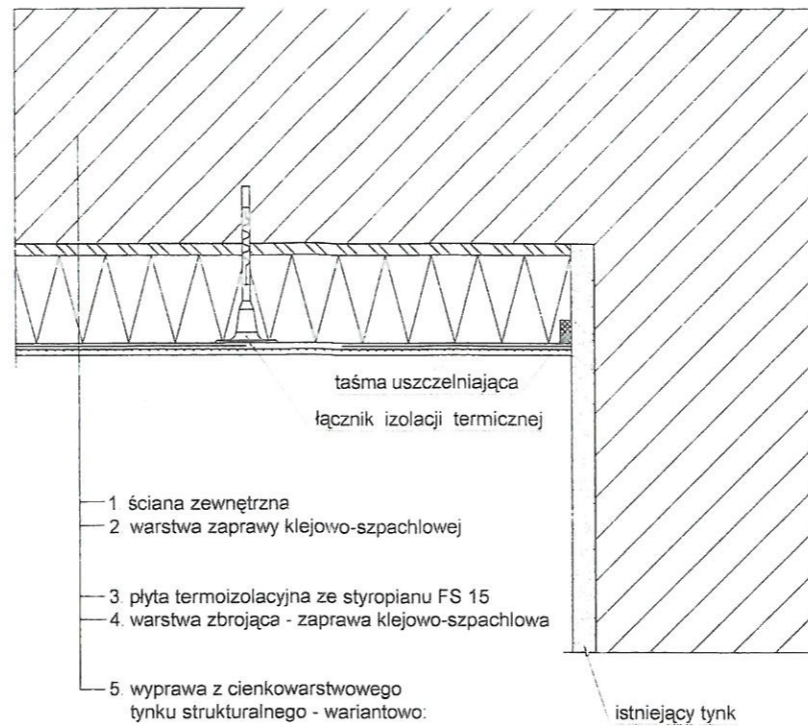 taśma uszczelniająca
łącznik izolacji termicznej
1. ściana zewnętrzna
2. warstwa zaprawy klejowo-szpachlowej
3. płyta termoizolacyjna ze styropianu FS 15
4. warstwa zbrojąca - zaprawa klejowo-szpachlowa
5. wyprawa z cienkowarstwowego
tynku strukturalnego - wariantowo:
istniejący tynk